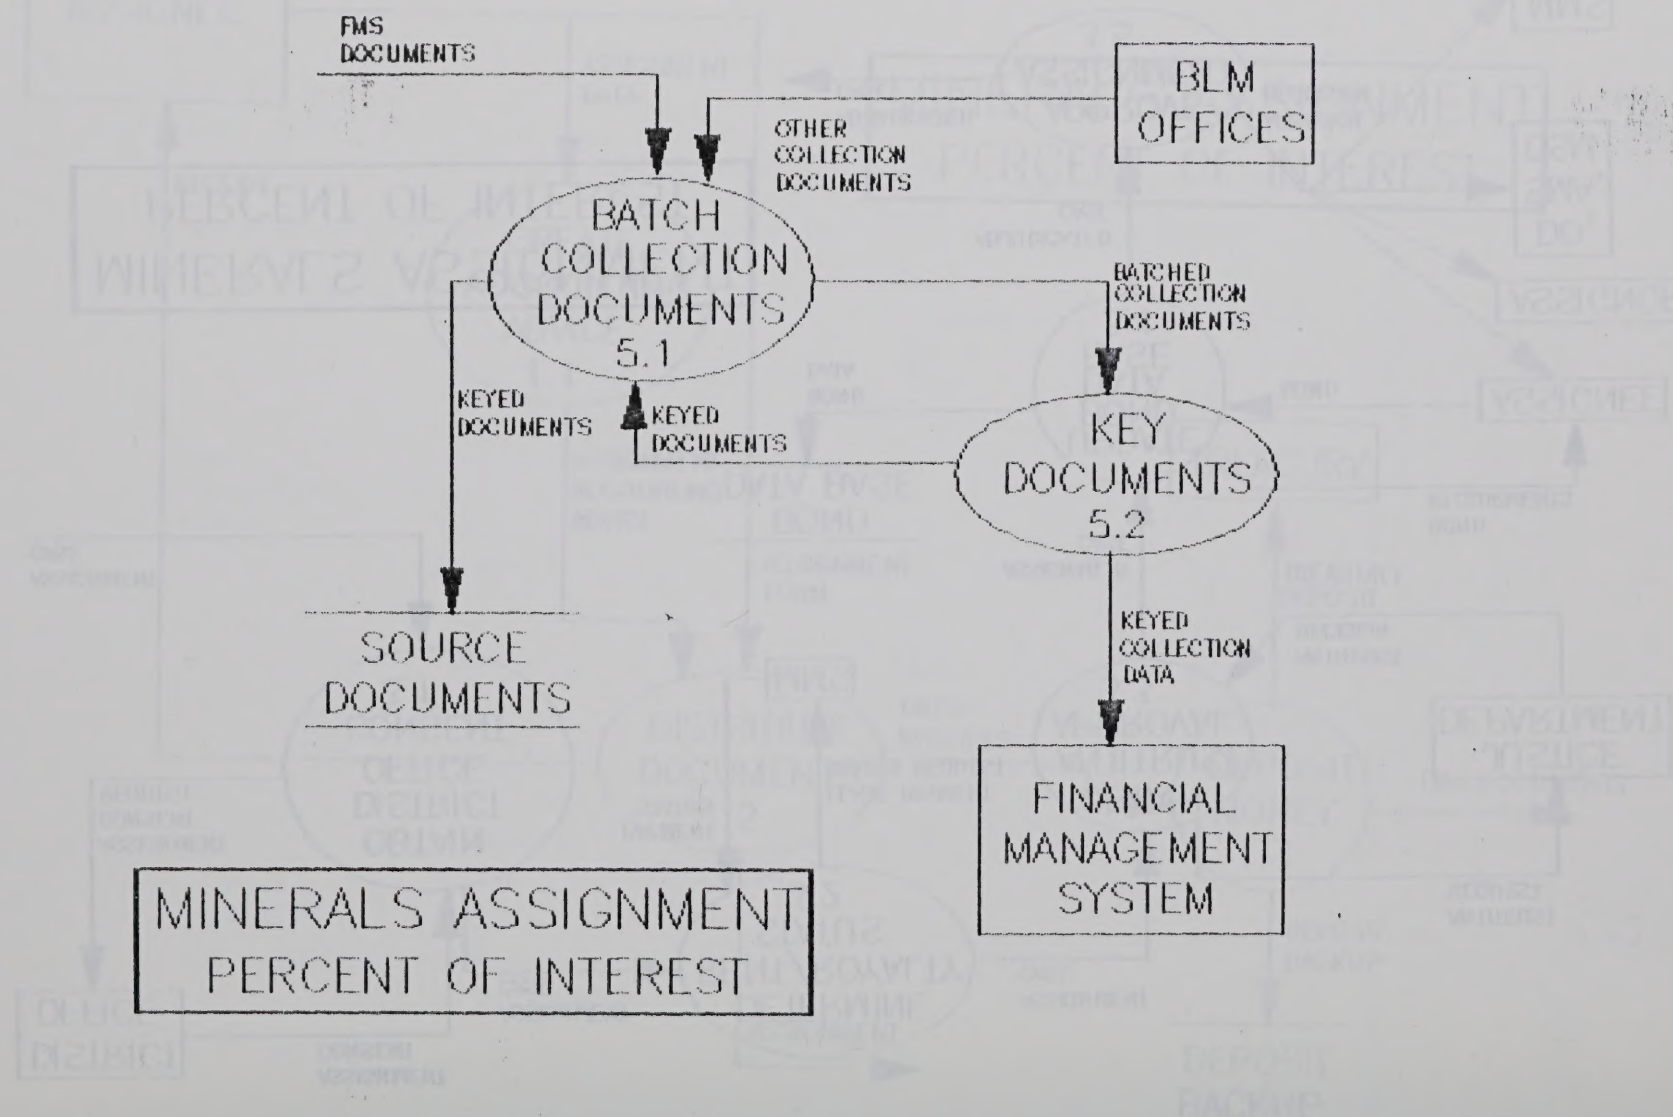 FMS
DOCUMENTS
BLM
OFFICES
OTHER
COLLECTION
DOCUMENTS
BATCH
COLLECTION
DOCUMENTS
5.1
BATCHED
COLLECTION
DOCUMENTS
KEYED
DOCUMENTS
KEYED
DOCUMENTS
KEY
DOCUMENTS
5.2
KEYED
COLLECTION
DATA
SOURCE
DOCUMENTS
FINANCIAL
MANAGEMENT
SYSTEM
MINERALS ASSIGNMENT
PERCENT OF INTEREST